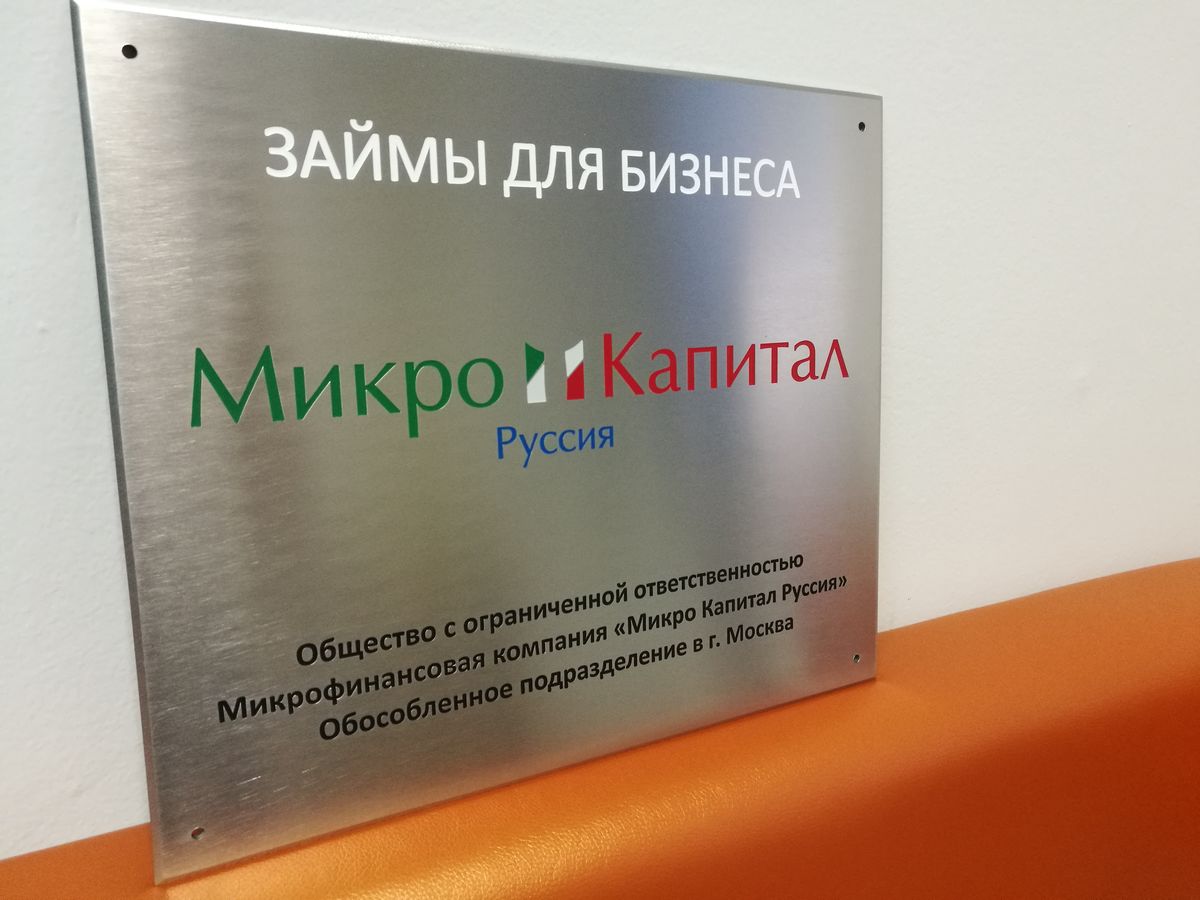 ЗАЙМЫ ДЛЯ БИЗНЕСА
Микро Капитал
Руссия
Общество с ограниченной ответственностью
Микрофинансовая компания «Микро Капитал Руссия»
Обособленное подразделение в г. Москва